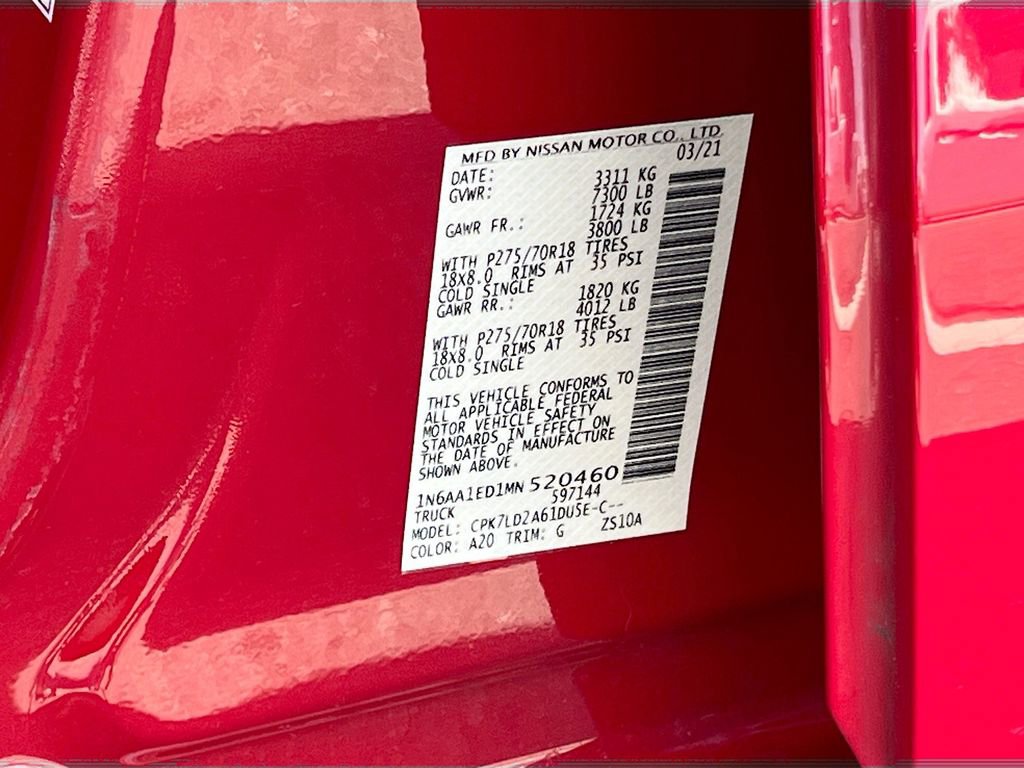 MFD BY NISSAN MOTOR CO., LTD.
DATE: 03/21
GVWR: 3311 KG
7300 LB
GAWR FR.: 1724 KG
3800 LB
WITH P275/70R18 TIRES
18X8.0 RIMS AT 35 PSI
COLD SINGLE
GAWR RR.: 1820 KG
4012 LB
WITH P275/70R18 TIRES
18X8.0 RIMS AT 35 PSI
COLD SINGLE
THIS VEHICLE CONFORMS TO
ALL APPLICABLE FEDERAL
MOTOR VEHICLE SAFETY
STANDARDS IN EFFECT ON
THE DATE OF MANUFACTURE
SHOWN ABOVE.
1N6AA1ED1MN520460
TRUCK 597144
MODEL: CPK7LD2A61DU5E-C--
COLOR: A20 TRIM: G ZS10A